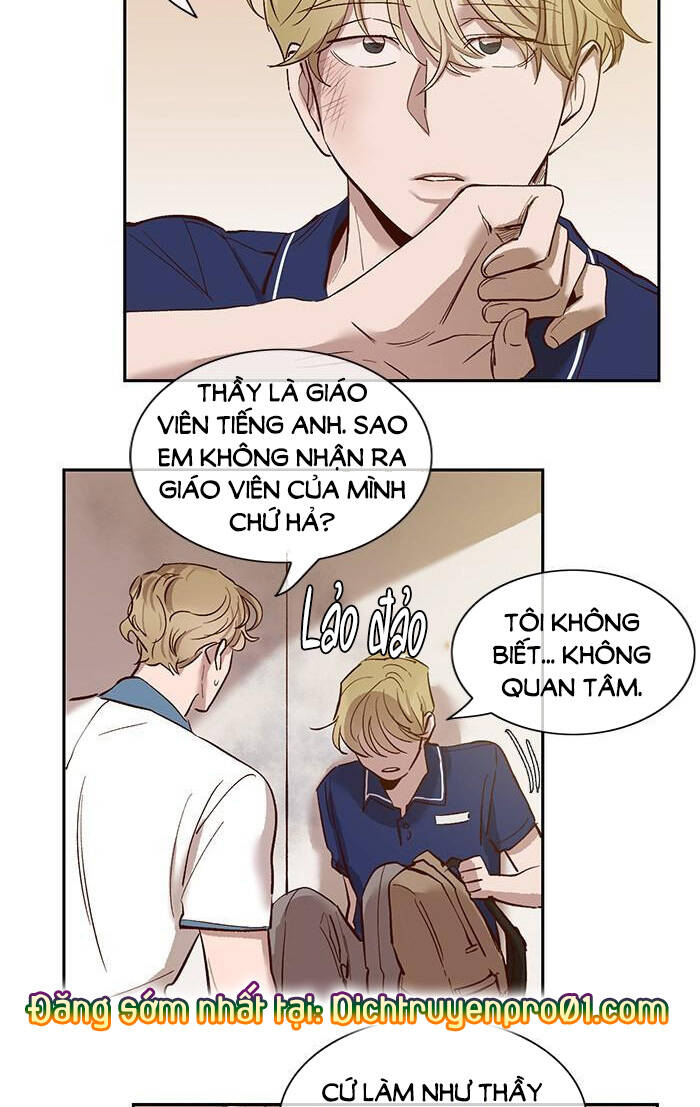 THẦY LÀ GIÁO
VIÊN TIẾNG ANH. SAO
EM KHÔNG NHẬN RA
GIÁO VIÊN CỦA MÌNH
CHỨ HẢ?
Lảo đảo
TÔI KHÔNG
BIẾT... KHÔNG
QUAN TÂM.
Đăng sớm nhất tại: Dichtruyenpro01.com
CỨ LÀM NHƯ THẦY